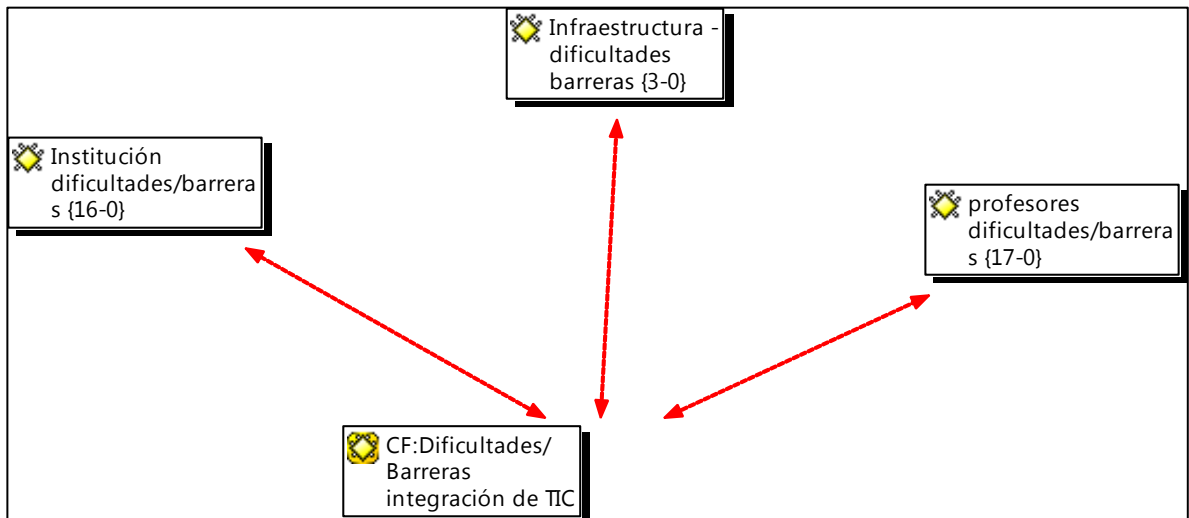 Infraestructura -
dificultades
barreras {3-0}
Institución
dificultades/barrera
s {16-0}
profesores
dificultades/barrera
s {17-0}
CF:Dificultades/
Barreras
integración de TIC